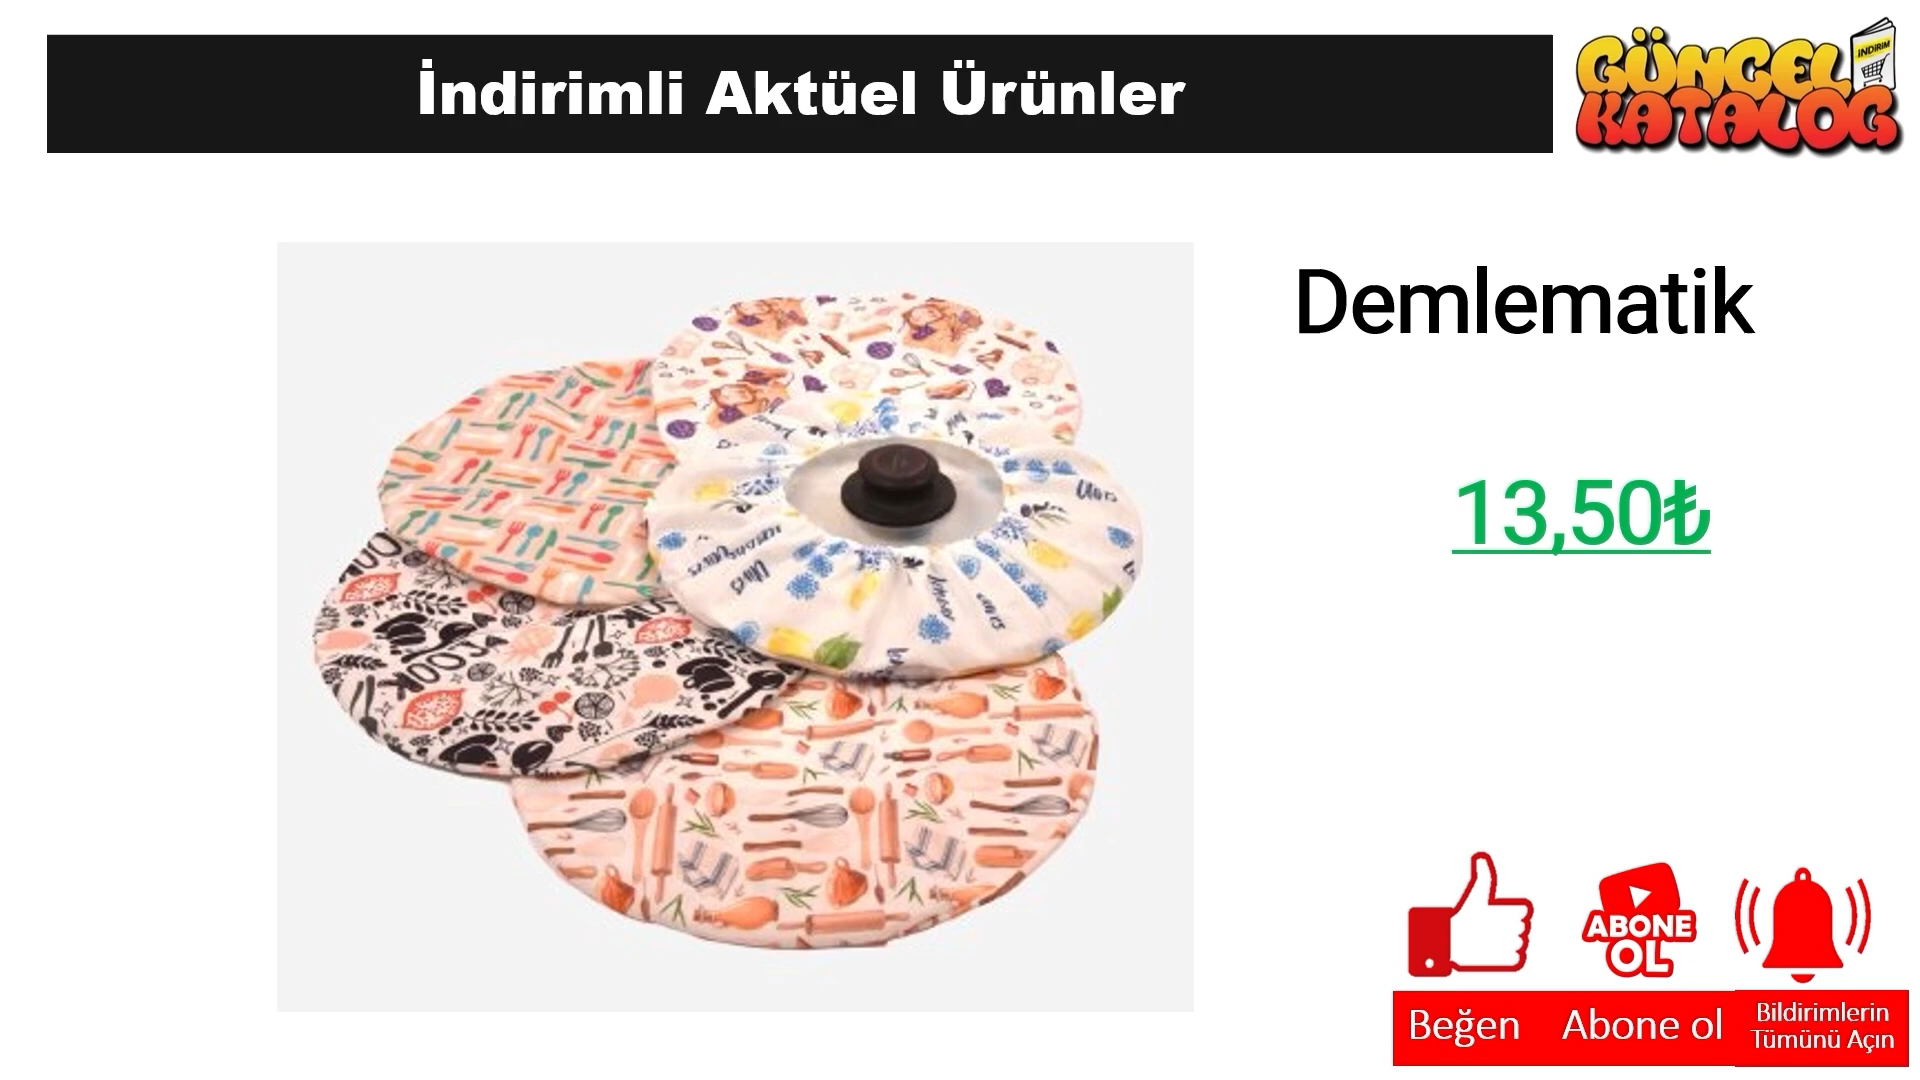 İndirimli Aktüel Ürünler
GÜNCEL
KATALOG
İNDİRİM
Demlematik
13,50₺
ABONE
OL
Beğen
Abone ol
Bildirimlerin
Tümünü Açın